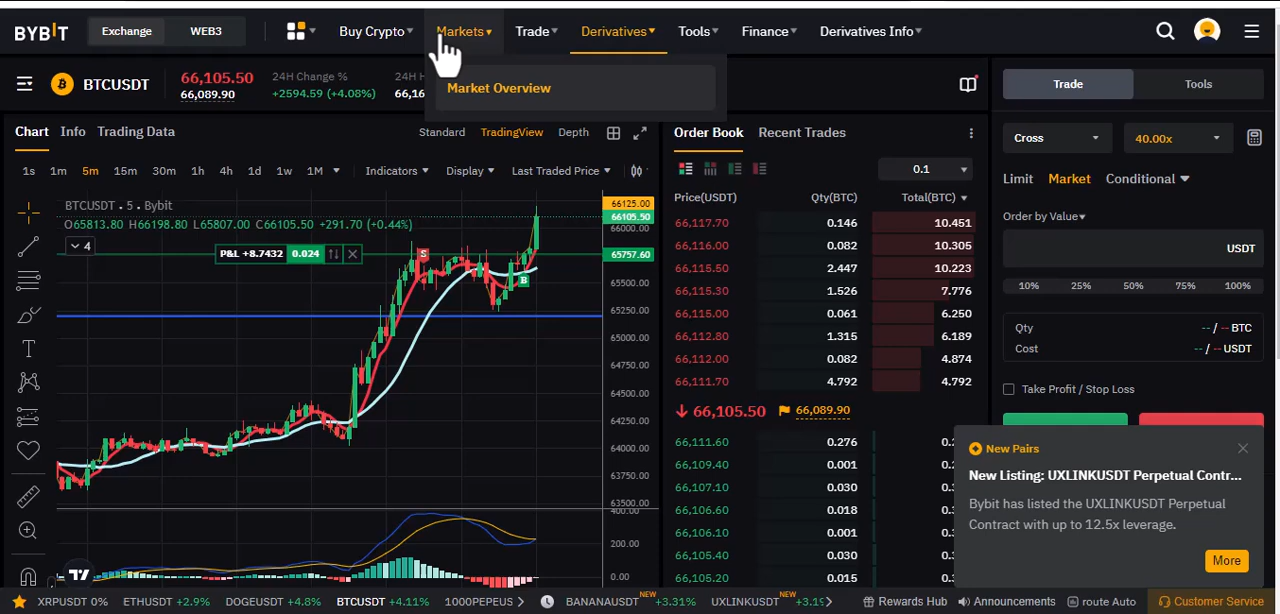 BYBIT
Exchange
WEB3
Buy Crypto
Markets
Trade
Derivatives
Tools
Finance
Derivatives Info
Market Overview
BTCUSDT
66,105.50
66,089.90
24H Change %
+2594.59 (+4.08%)
24H H
66,16
Trade
Tools
Chart
Info
Trading Data
Standard
TradingView
Depth
1s 1m 5m 15m 30m 1h 4h 1d 1w 1M
Indicators
Display
Last Traded Price
BTCUSDT · 5 · Bybit
O65813.80 H66198.80 L65807.00 C66105.50 +291.70 (+0.44%)
4
P&L +8.7432 0.024
S
B
66125.00
66105.50
66000.00
65757.60
65500.00
65250.00
65000.00
64750.00
64500.00
64250.00
64000.00
63750.00
63500.00
400.00
200.00
0.00
Order Book
Recent Trades
0.1
Price(USDT) Qty(BTC) Total(BTC)
66,117.70 0.146 10.451
66,116.00 0.082 10.305
66,115.50 2.447 10.223
66,115.30 1.526 7.776
66,115.00 0.061 6.250
66,112.80 1.315 6.189
66,112.00 0.082 4.874
66,111.70 4.792 4.792
66,105.50 66,089.90
66,111.60 0.276 0.2
66,109.40 0.001
66,107.10 0.030
66,106.60 0.018
66,106.10 0.001
66,105.40 0.030
66,105.20 0.015
Cross
40.00x
Limit
Market
Conditional
Order by Value
USDT
10% 25% 50% 75% 100%
Qty -- / -- BTC
Cost -- / -- USDT
Take Profit / Stop Loss
New Pairs
New Listing: UXLINKUSDT Perpetual Contr...
Bybit has listed the UXLINKUSDT Perpetual
Contract with up to 12.5x leverage.
More
XRPUSDT 0% ETHUSDT +2.9% DOGEUSDT +4.8% BTCUSDT +4.11% 1000PEPEUS
BANANAUSDT NEW +3.31% UXLINKUSDT NEW +3.19
Rewards Hub
Announcements
route Auto
Customer Service